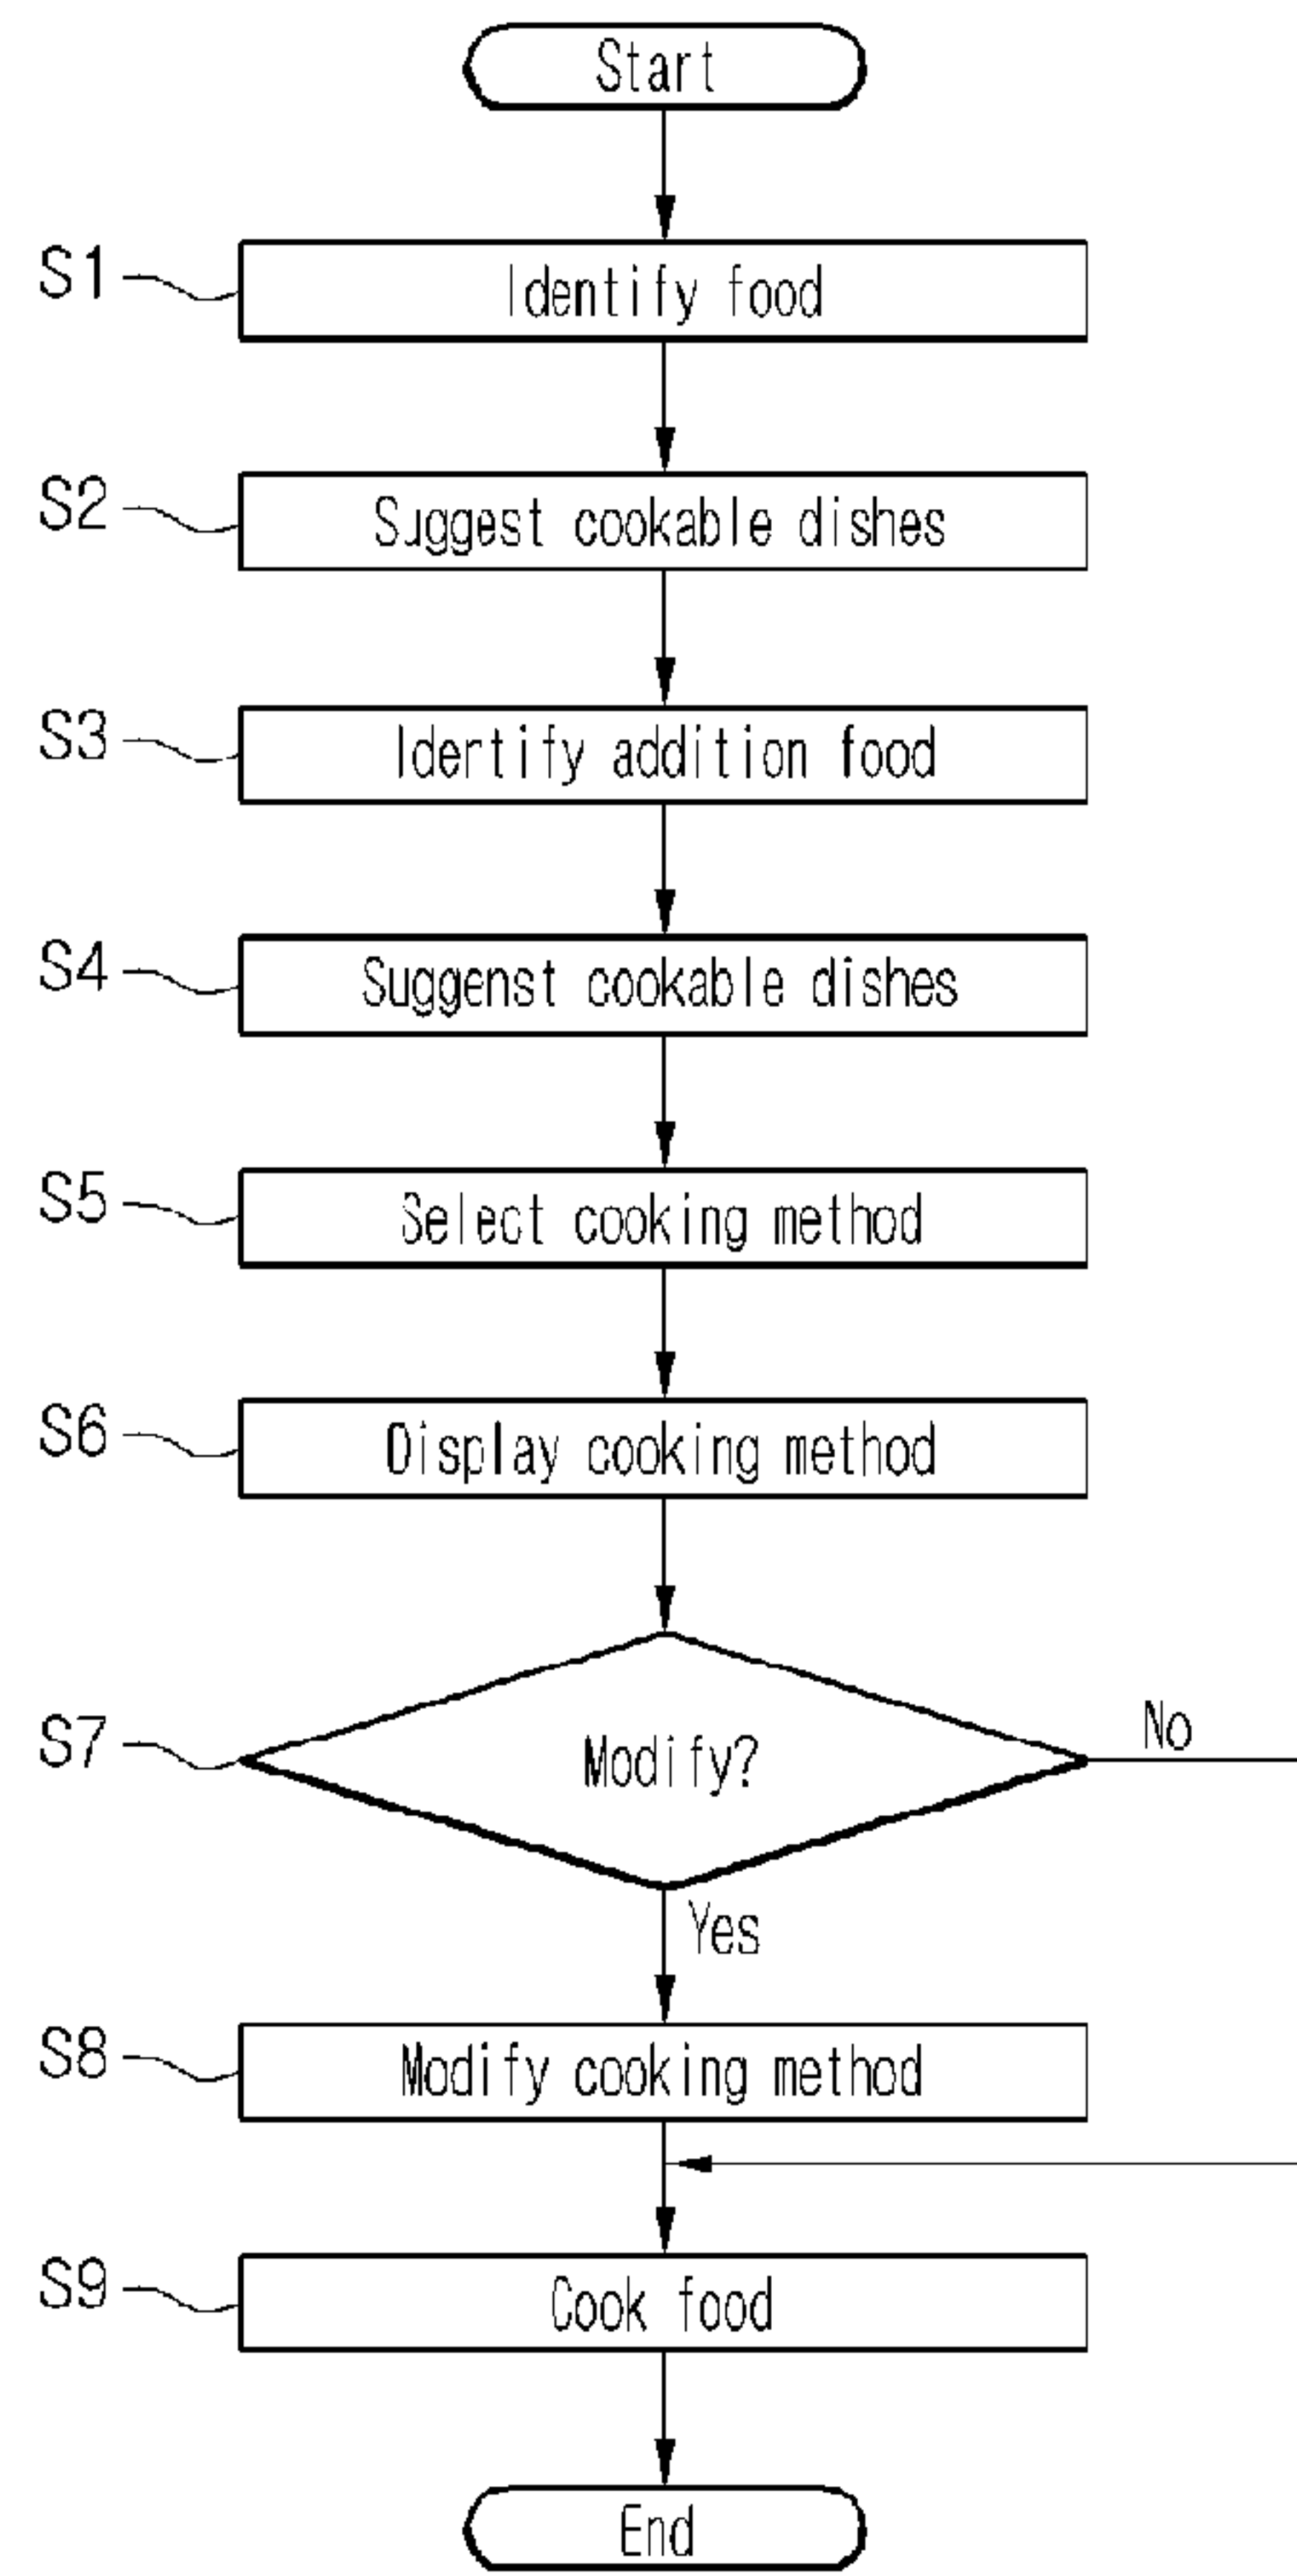 Start
S1 Identify food
S2 Suggest cookable dishes
S3 Identify addition food
S4 Suggenst cookable dishes
S5 Select cooking method
S6 Display cooking method
S7 Modify? No
Yes
S8 Modify cooking method
S9 Cook food
End